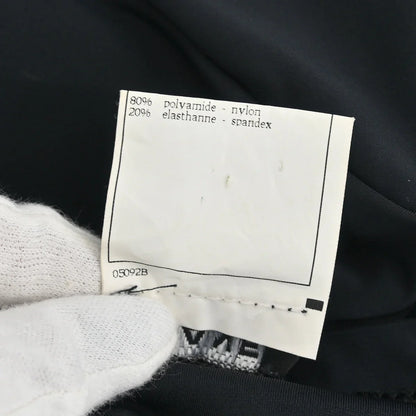 80% polyamide - nylon
20% elasthanne - spandex
05092B